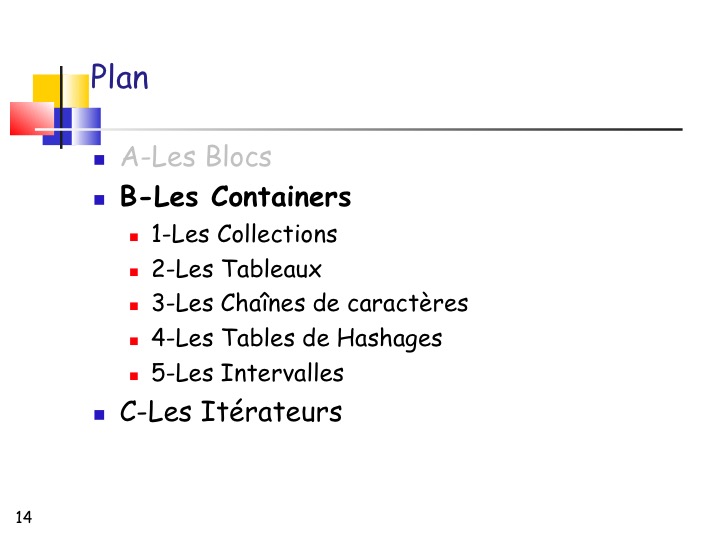 Plan
A-Les Blocs
B-Les Containers
1-Les Collections
2-Les Tableaux
3-Les Chaînes de caractères
4-Les Tables de Hashages
5-Les Intervalles
C-Les Itérateurs
14